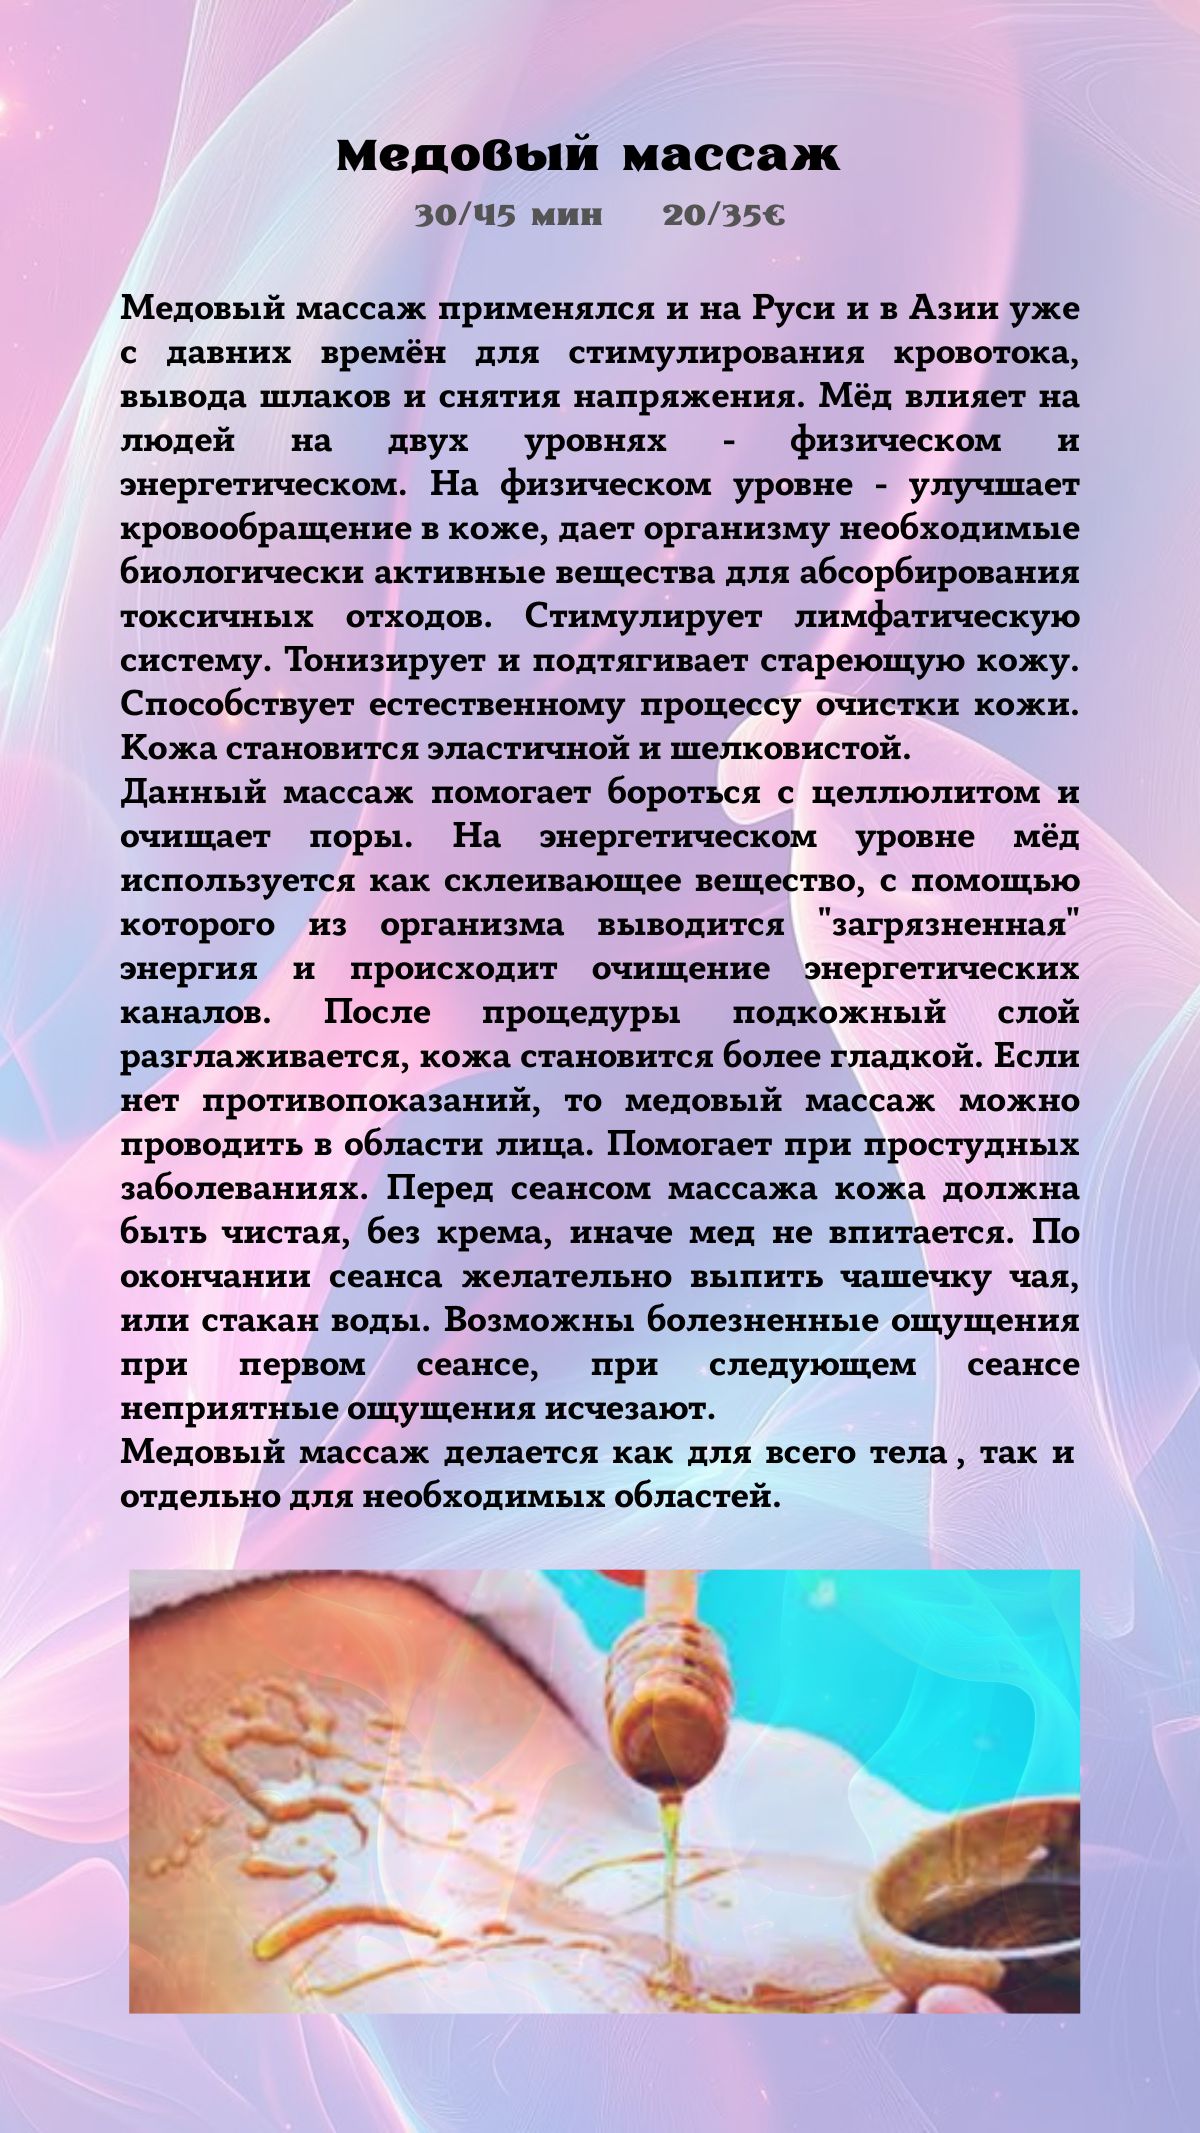 Медовый массаж
30/45 мин 20/35€
Медовый массаж применялся и на Руси и в Азии уже
с давних времён для стимулирования кровотока,
вывода шлаков и снятия напряжения. Мёд влияет на
людей на двух уровнях - физическом и
энергетическом. На физическом уровне - улучшает
кровообращение в коже, дает организму необходимые
биологически активные вещества для абсорбирования
токсичных отходов. Стимулирует лимфатическую
систему. Тонизирует и подтягивает стареющую кожу.
Способствует естественному процессу очистки кожи.
Кожа становится эластичной и шелковистой.
Данный массаж помогает бороться с целлюлитом и
очищает поры. На энергетическом уровне мёд
используется как склеивающее вещество, с помощью
которого из организма выводится "загрязненная"
энергия и происходит очищение энергетических
каналов. После процедуры подкожный слой
разглаживается, кожа становится более гладкой. Если
нет противопоказаний, то медовый массаж можно
проводить в области лица. Помогает при простудных
заболеваниях. Перед сеансом массажа кожа должна
быть чистая, без крема, иначе мед не впитается. По
окончании сеанса желательно выпить чашечку чая,
или стакан воды. Возможны болезненные ощущения
при первом сеансе, при следующем сеансе
неприятные ощущения исчезают.
Медовый массаж делается как для всего тела , так и
отдельно для необходимых областей.